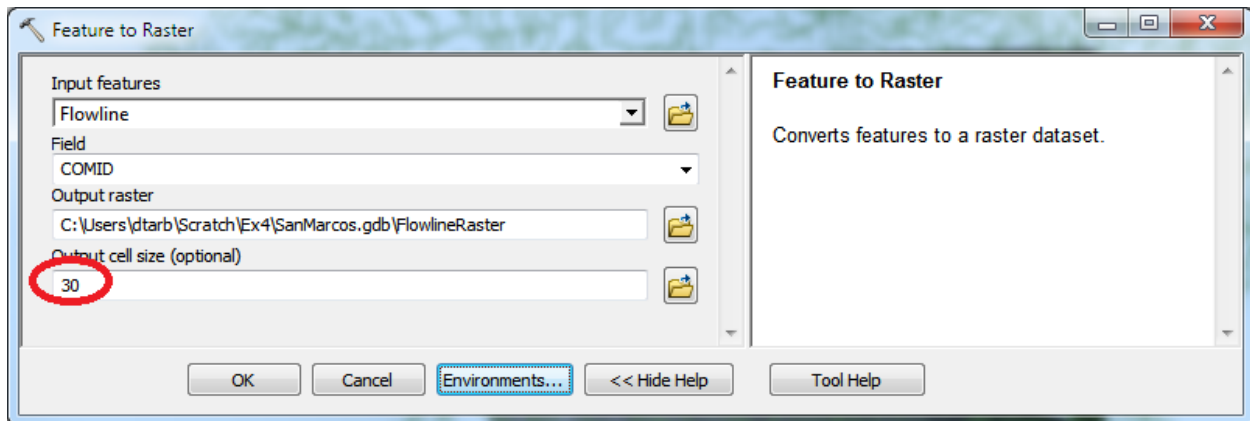 Feature to Raster
Input features
Flowline
Field
COMID
Output raster
C:\Users\dtarb\Scratch\Ex4\SanMarcos.gdb\FlowlineRaster
Output cell size (optional)
30
OK Cancel Environments... << Hide Help Tool Help
Feature to Raster
Converts features to a raster dataset.